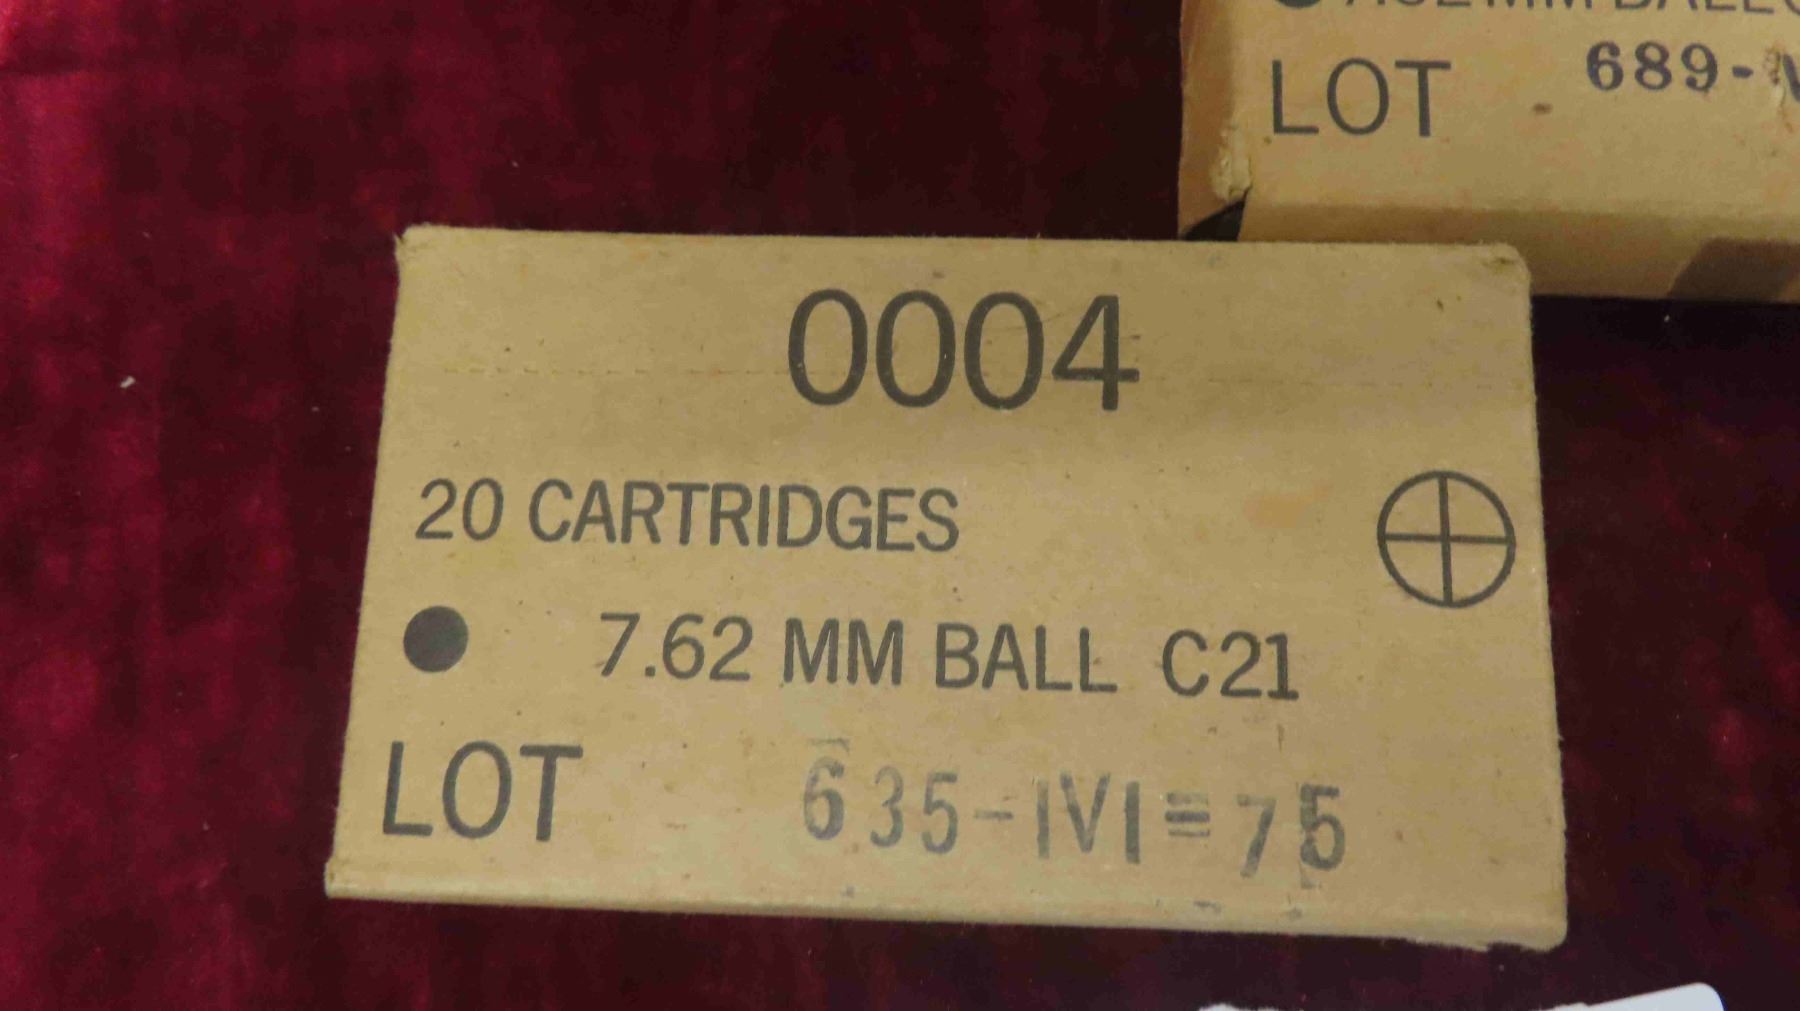 LOT 689-
0004
20 CARTRIDGES
7.62 MM BALL C21
LOT 635-IVI=75